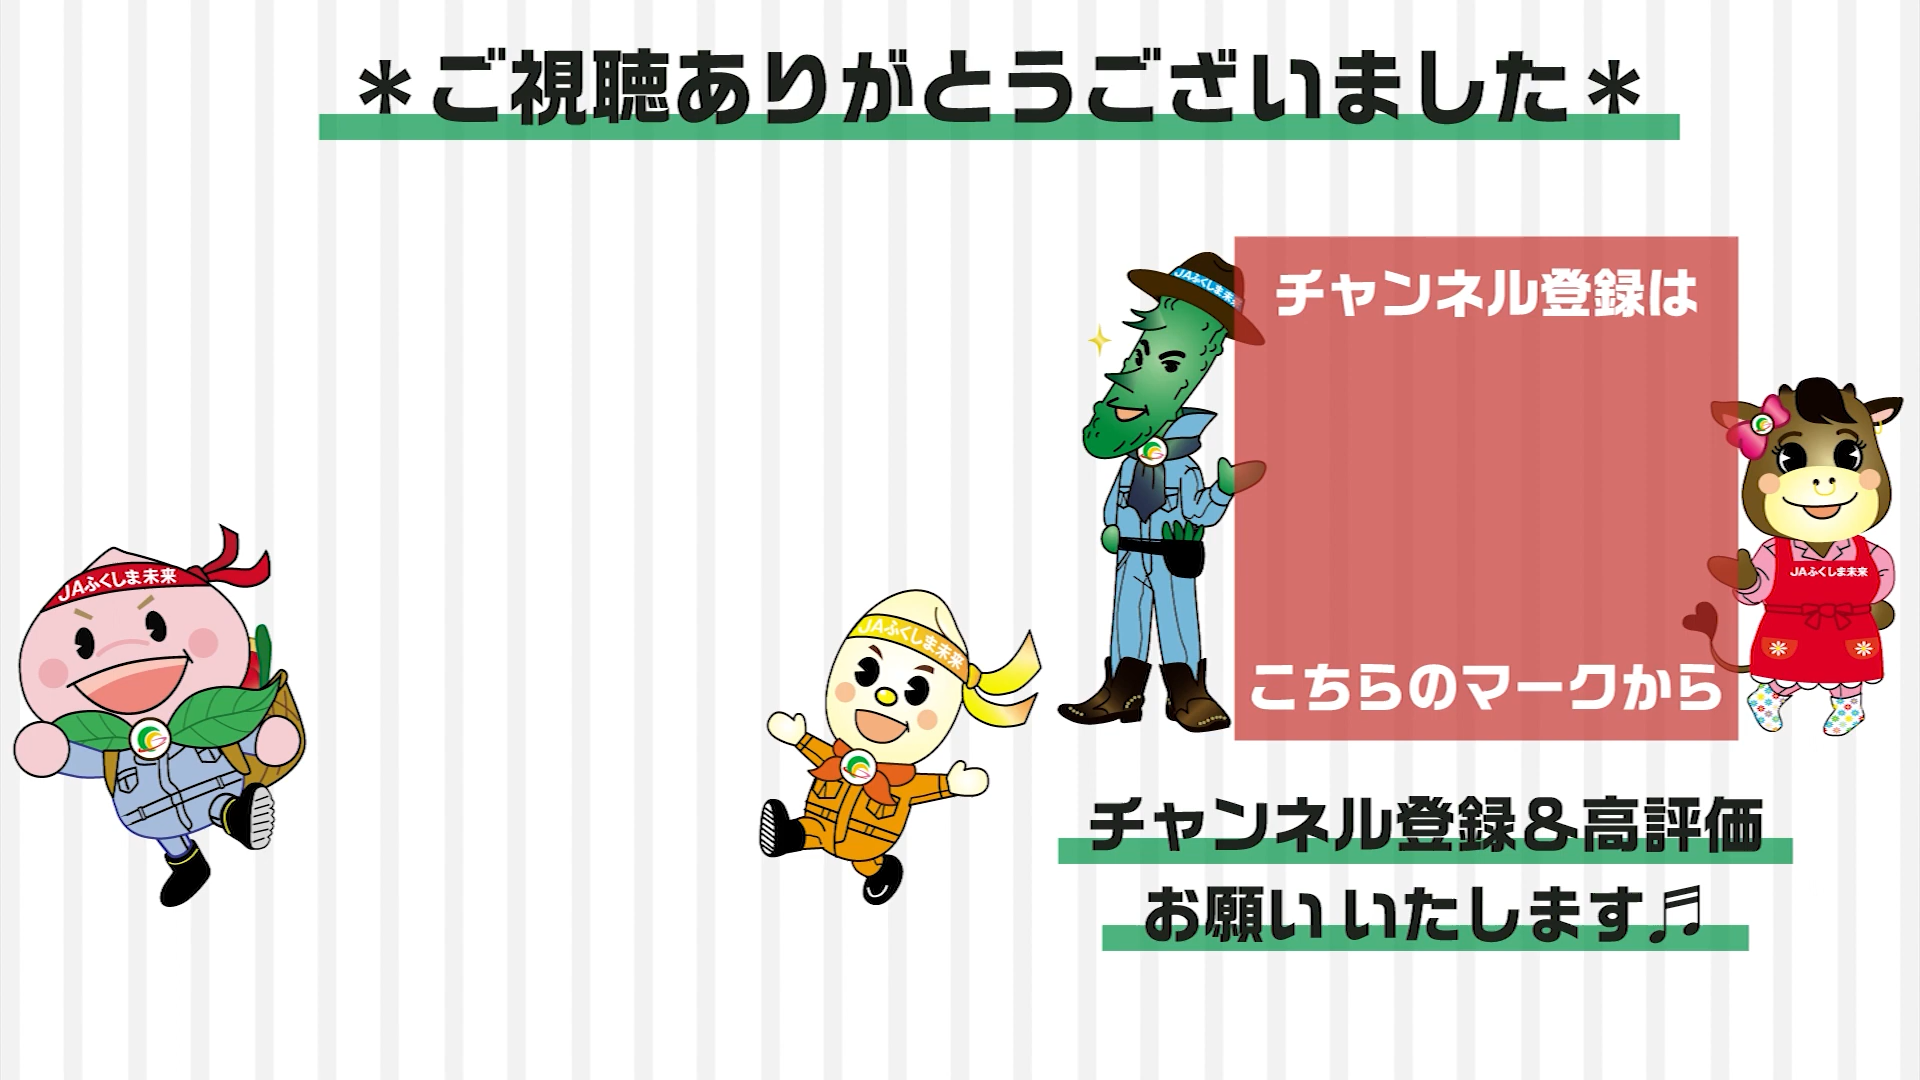 ＊ご視聴ありがとうございました＊
JAふくしま未来
チャンネル登録は
JAふくしま未来
JAふくしま未来
JAふくしま未来
こちらのマークから
チャンネル登録＆高評価
お願いいたします♬